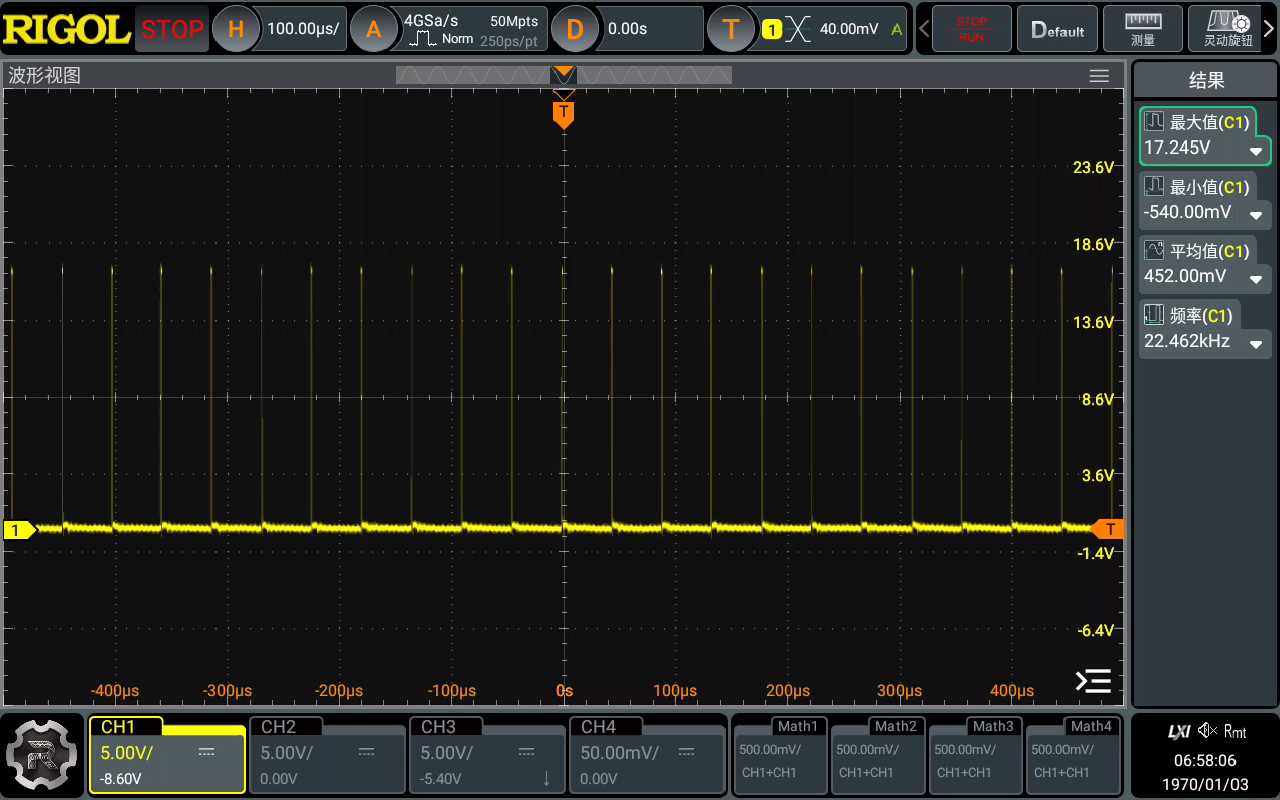 RIGOL STOP H 100.00µs/ A 4GSa/s 50Mpts Norm 250ps/pt D 0.00s T 1 40.00mV A STOP RUN Default 测量 灵动旋钮
波形视图
结果
T
最大值(C1)
17.245V
最小值(C1)
-540.00mV
平均值(C1)
452.00mV
频率(C1)
22.462kHz
23.6V
18.6V
13.6V
8.6V
3.6V
1
T
-1.4V
-6.4V
-400µs -300µs -200µs -100µs 0s 100µs 200µs 300µs 400µs
R
CH1
5.00V/
-8.60V
CH2
5.00V/
0.00V
CH3
5.00V/
-5.40V
CH4
50.00mV/
0.00V
Math1
500.00mV/
CH1+CH1
Math2
500.00mV/
CH1+CH1
Math3
500.00mV/
CH1+CH1
Math4
500.00mV/
CH1+CH1
LXI Rmt
06:58:06
1970/01/03